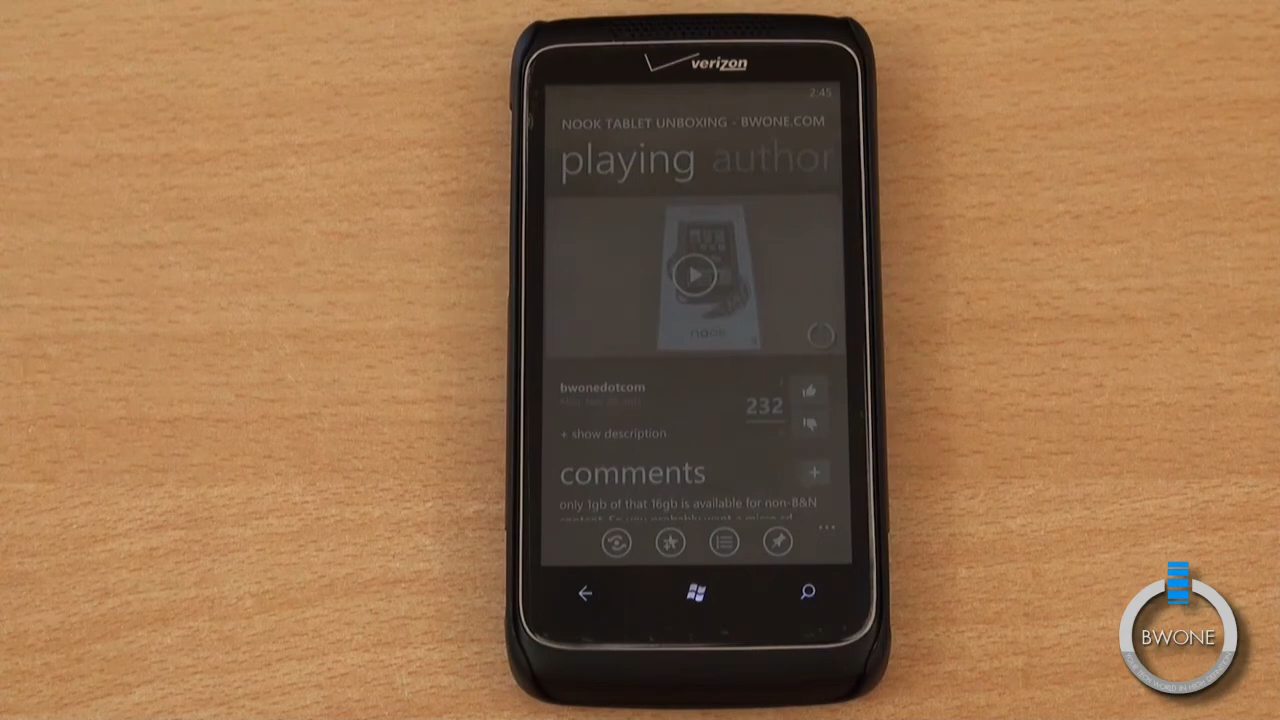 verizon
2:45
NOOK TABLET UNBOXING - BWONE.COM
playing author
nook
bwonedotcom
232
+ show description
comments
only 1gb of that 16gb is available for non-B&N
BWONE